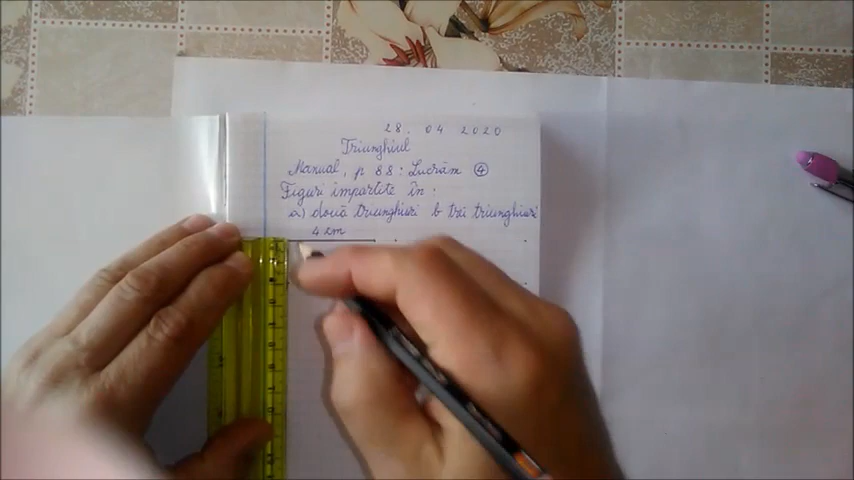 28. 04 2020
Triunghiul
Manual, p 88: Lucrăm ④
Figuri împărțite în:
a) două triunghiuri b trei triunghiuri
4 cm